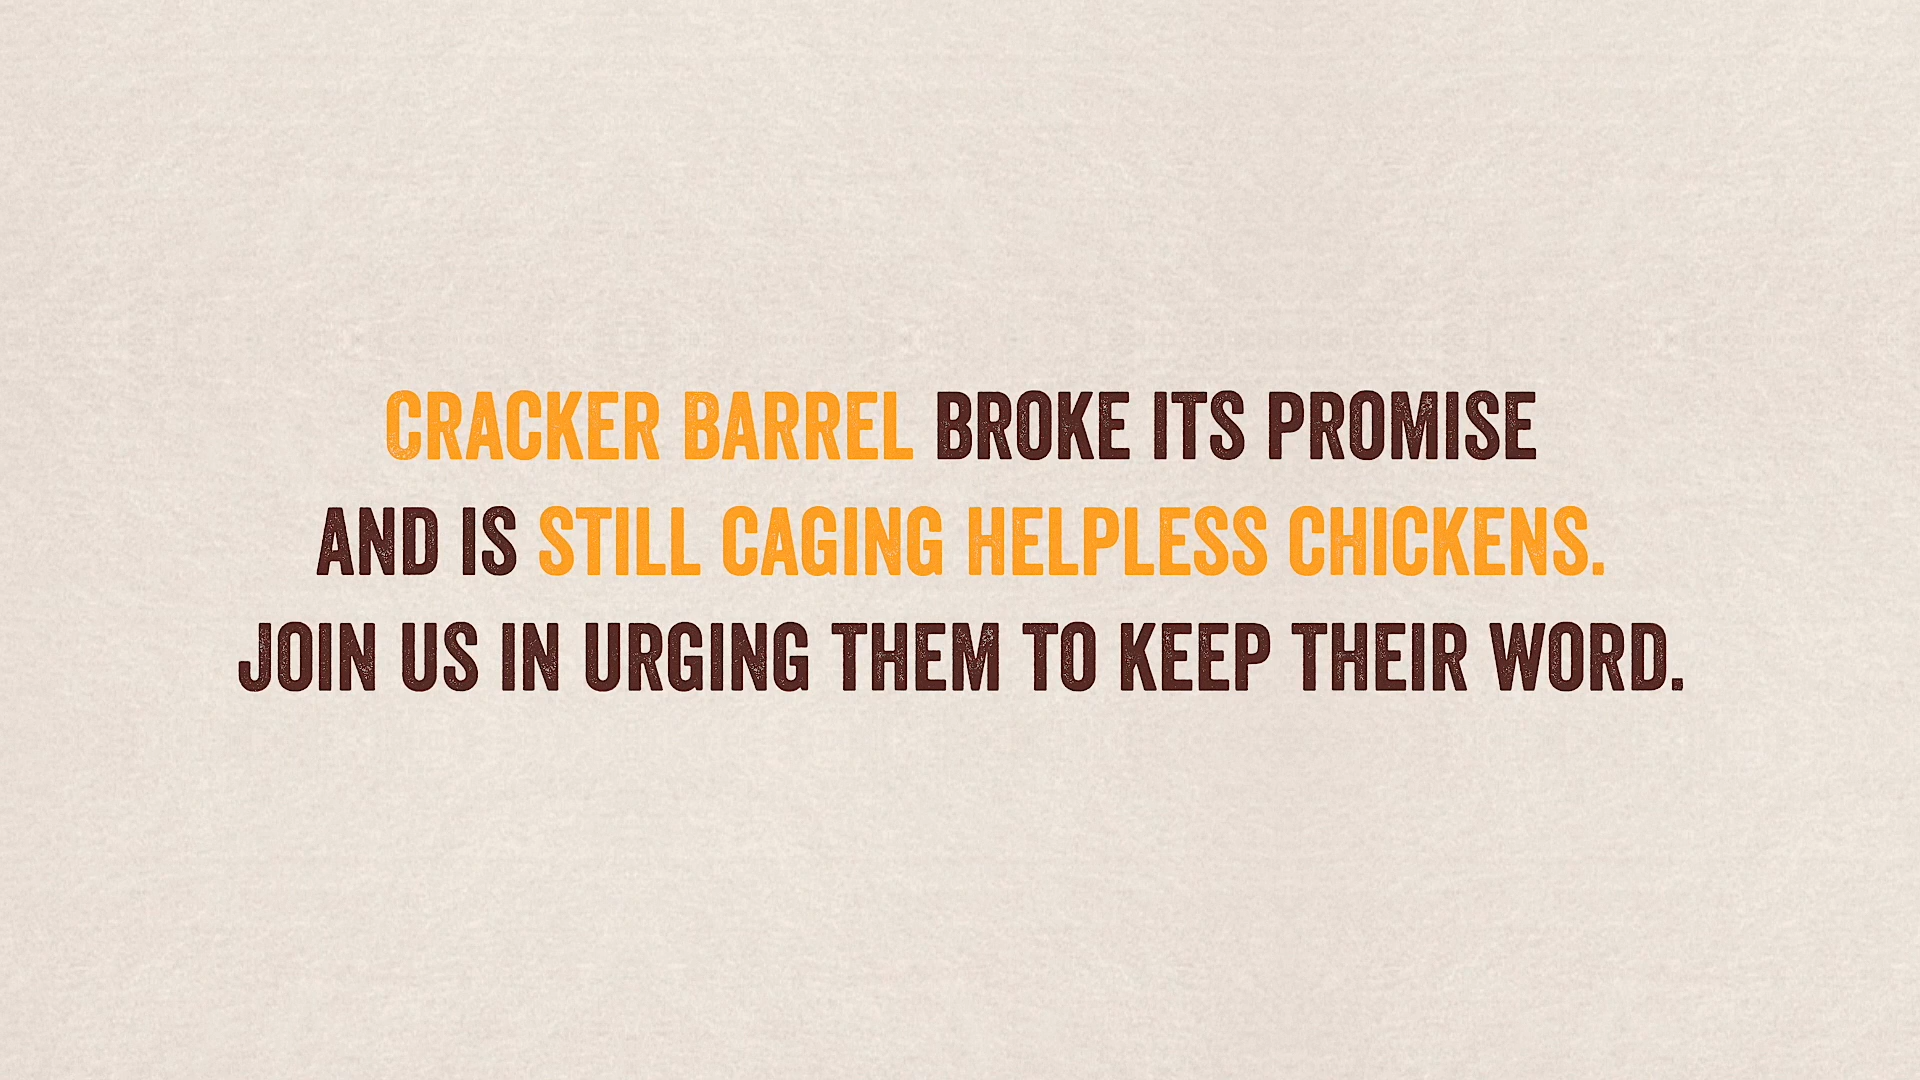 CRACKER BARREL BROKE ITS PROMISE
AND IS STILL CAGING HELPLESS CHICKENS.
JOIN US IN URGING THEM TO KEEP THEIR WORD.